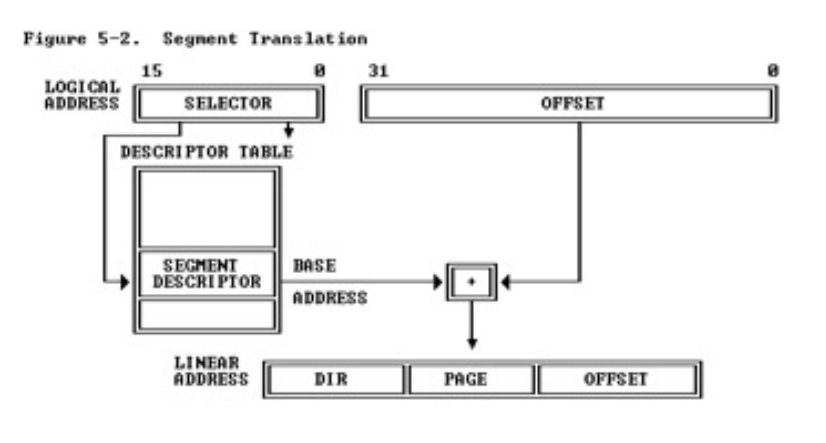 Figure 5-2. Segment Translation
15 0 31 0
LOGICAL
ADDRESS
SELECTOR
OFFSET
DESCRIPTOR TABLE
SEGMENT
DESCRIPTOR
BASE
ADDRESS
+
LINEAR
ADDRESS
DIR PAGE OFFSET